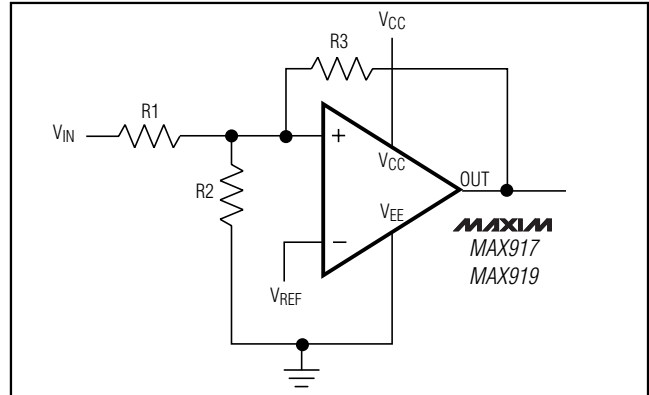 VCC
R3
R1
VIN
+
VCC
OUT
R2
VEE
−
VREF
MAXIM
MAX917
MAX919